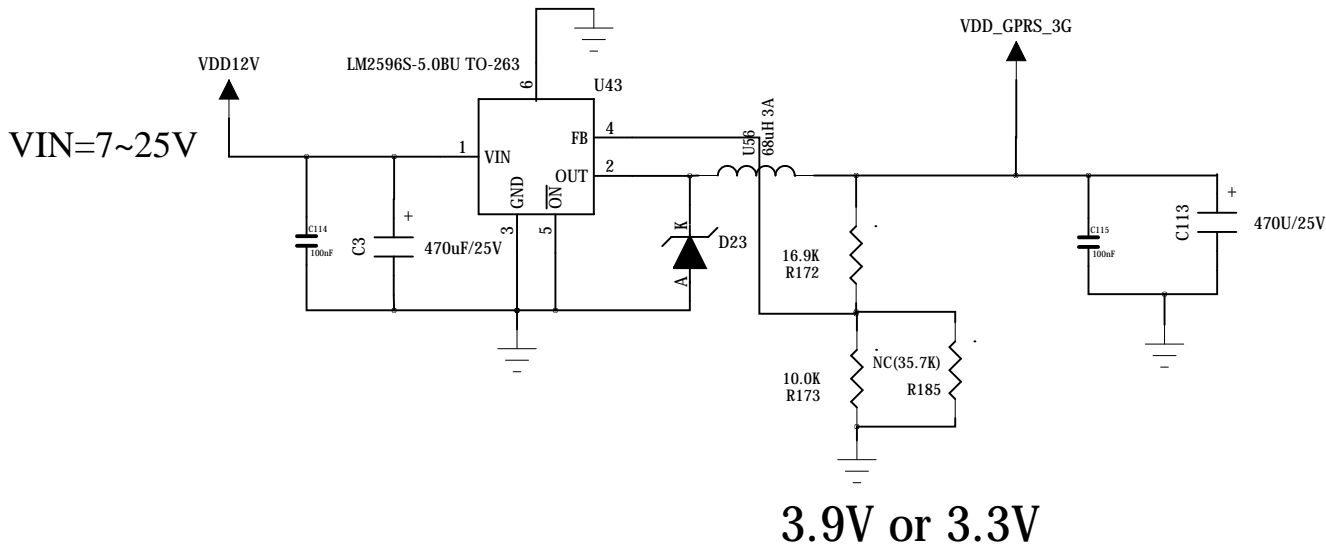 VDD_GPRS_3G
VDD12V
LM2596S-5.0BU TO-263
6
U43
VIN=7~25V
1
VIN
FB
4
OUT
2
GND
ON
3
5
U56
68uH 3A
C114
100nF
C3
+
470uF/25V
K
A
D23
16.9K
R172
10.0K
R173
NC(35.7K)
R185
C115
100nF
C113
+
470U/25V
3.9V or 3.3V